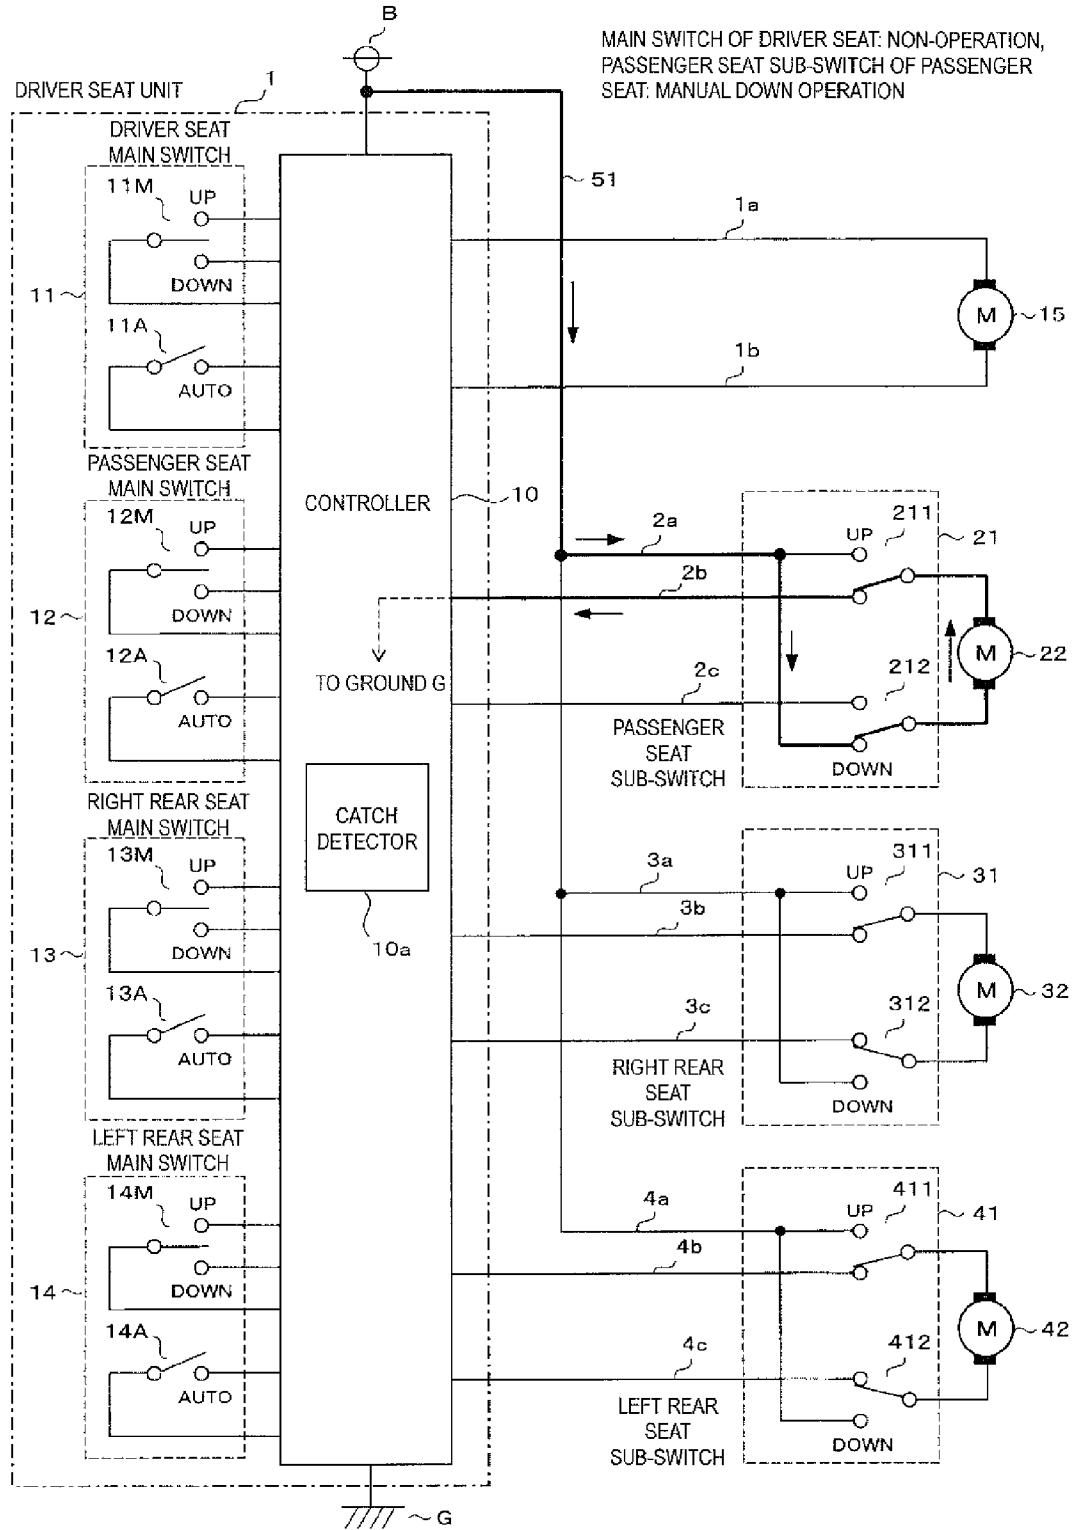 B
MAIN SWITCH OF DRIVER SEAT: NON-OPERATION,
PASSENGER SEAT SUB-SWITCH OF PASSENGER
SEAT: MANUAL DOWN OPERATION
DRIVER SEAT UNIT
1
DRIVER SEAT
MAIN SWITCH
11M
UP
DOWN
11
11A
AUTO
51
1a
M
15
1b
PASSENGER SEAT
MAIN SWITCH
12M
UP
DOWN
12
12A
AUTO
CONTROLLER
10
2a
2b
TO GROUND G
2c
PASSENGER
SEAT
SUB-SWITCH
UP
211
21
M
22
212
DOWN
RIGHT REAR SEAT
MAIN SWITCH
13M
UP
DOWN
13
13A
AUTO
CATCH
DETECTOR
10a
3a
3b
3c
RIGHT REAR
SEAT
SUB-SWITCH
UP
311
31
M
32
312
DOWN
LEFT REAR SEAT
MAIN SWITCH
14M
UP
DOWN
14
14A
AUTO
4a
4b
4c
LEFT REAR
SEAT
SUB-SWITCH
UP
411
41
M
42
412
DOWN
G